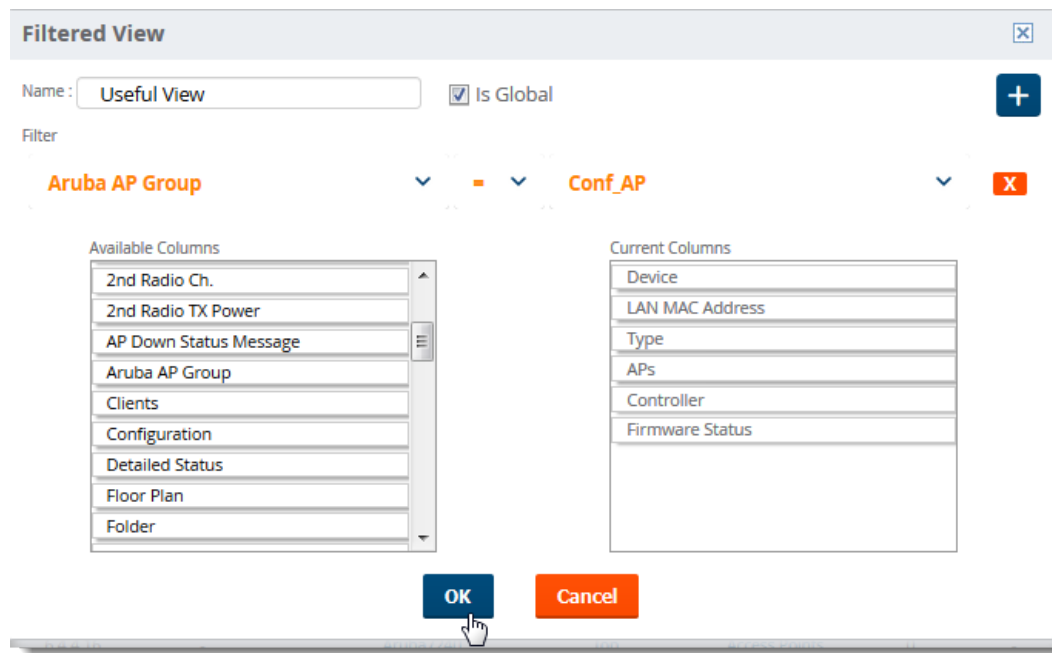 Filtered View
Name : Useful View Is Global +
Filter
Aruba AP Group = Conf_AP X
Available Columns Current Columns
2nd Radio Ch. Device
2nd Radio TX Power LAN MAC Address
AP Down Status Message Type
Aruba AP Group APs
Clients Controller
Configuration Firmware Status
Detailed Status
Floor Plan
Folder
OK Cancel
Access Points